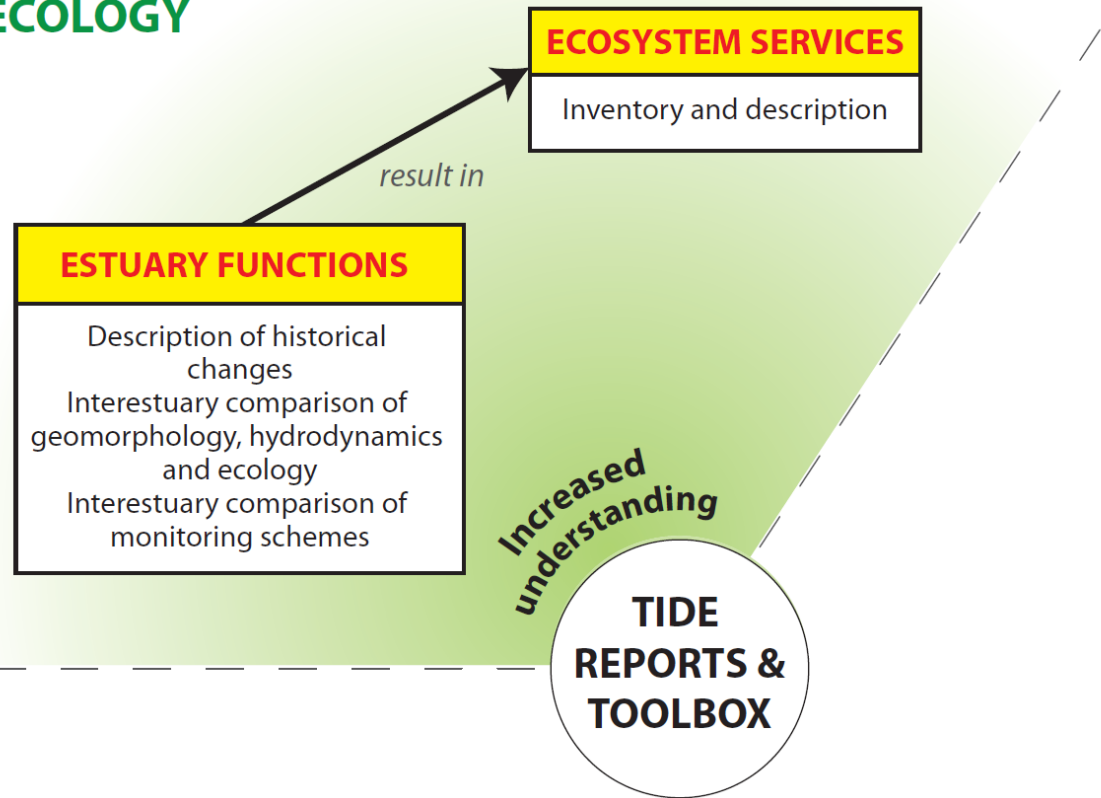 ECOLOGY
ECOSYSTEM SERVICES
Inventory and description
result in
ESTUARY FUNCTIONS
Description of historical
changes
Interestuary comparison of
geomorphology, hydrodynamics
and ecology
Interestuary comparison of
monitoring schemes
Increased
understanding
TIDE
REPORTS &
TOOLBOX